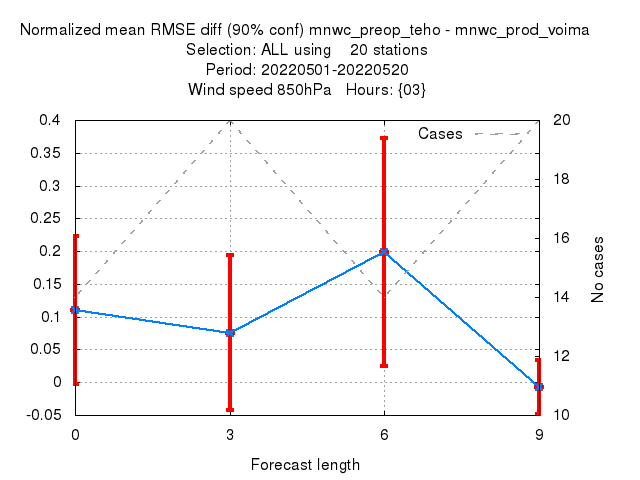 Normalized mean RMSE diff (90% conf) mnwc_preop_teho - mnwc_prod_voima
Selection: ALL using    20 stations
Period: 20220501-20220520
Wind speed 850hPa   Hours: {03}
Cases
0.4
0.35
0.3
0.25
0.2
0.15
0.1
0.05
0
-0.05
20
18
16
14
12
10
No cases
0 3 6 9
Forecast length